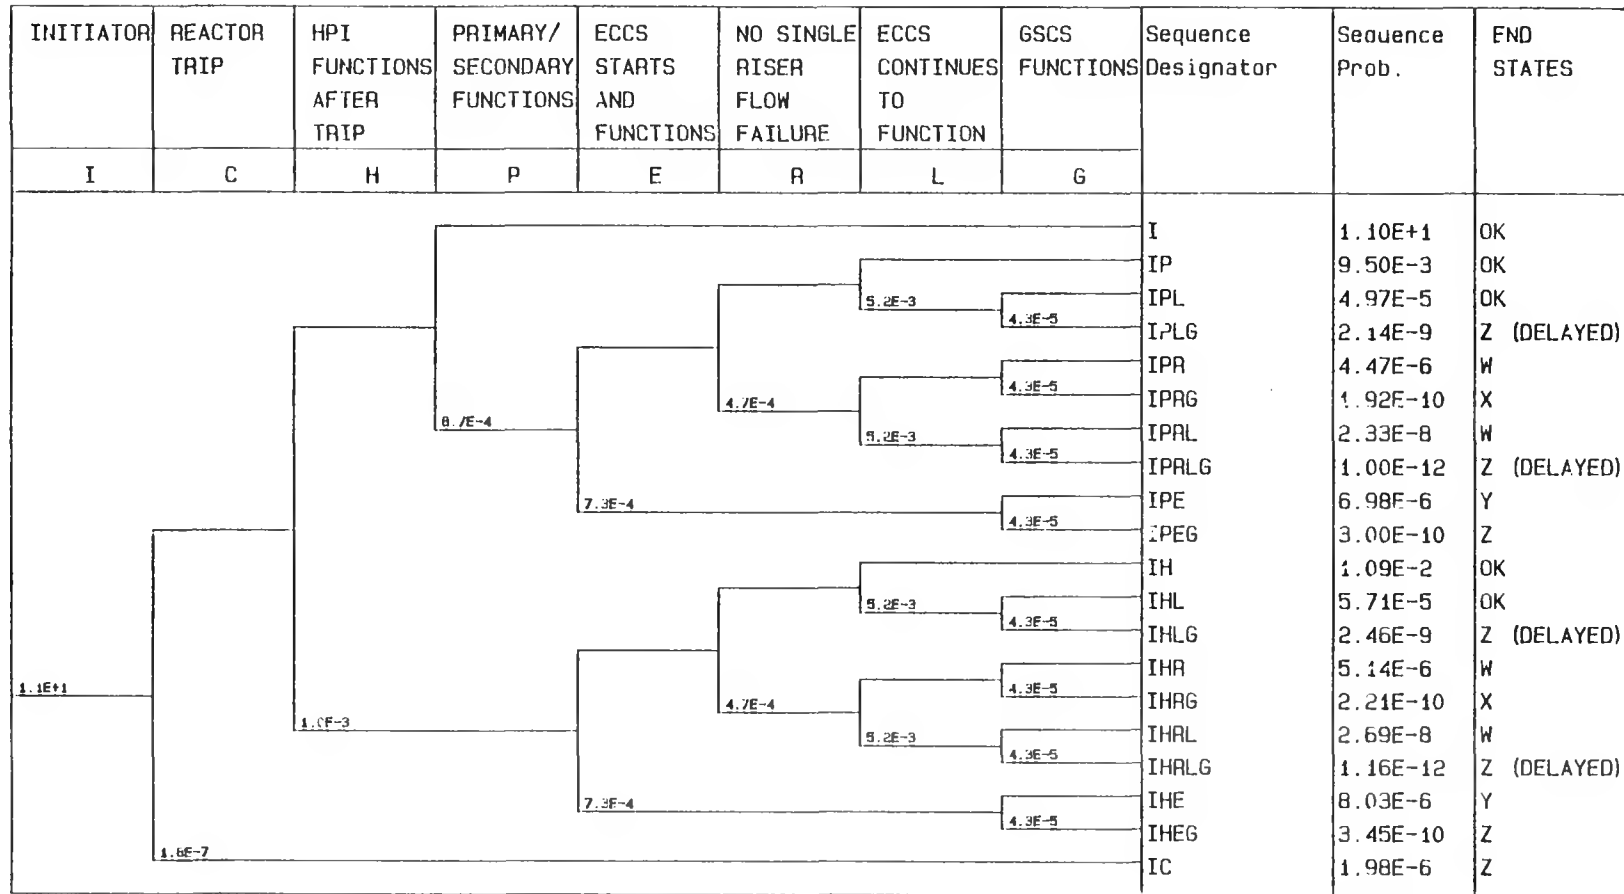 INITIATOR REACTOR HPI PRIMARY/ ECCS NO SINGLE ECCS GSCS Sequence Sequence END
TRIP FUNCTIONS SECONDARY STARTS RISER CONTINUES FUNCTIONS Designator Prob. STATES
AFTER FUNCTIONS AND FLOW TO
TRIP FUNCTIONS FAILURE FUNCTION
I C H P E R L G
I 1.10E+1 OK
IP 9.50E-3 OK
5.2E-3 IPL 4.97E-5 OK
4.3E-5 IPLG 2.14E-9 Z (DELAYED)
IPR 4.47E-6 W
4.3E-5 IPRG 1.92E-10 X
4.7E-4
8.7E-4 5.2E-3 IPRL 2.33E-8 W
4.3E-5 IPRLG 1.00E-12 Z (DELAYED)
7.3E-4 IPE 6.98E-6 Y
4.3E-5 IPEG 3.00E-10 Z
IH 1.09E-2 OK
5.2E-3 IHL 5.71E-5 OK
4.3E-5 IHLG 2.46E-9 Z (DELAYED)
IHR 5.14E-6 W
1.1E+1 4.3E-5 IHRG 2.21E-10 X
4.7E-4
1.0E-3 5.2E-3 IHRL 2.69E-8 W
4.3E-5 IHRLG 1.16E-12 Z (DELAYED)
7.3E-4 IHE 8.03E-6 Y
4.3E-5 IHEG 3.45E-10 Z
1.8E-7 IC 1.98E-6 Z